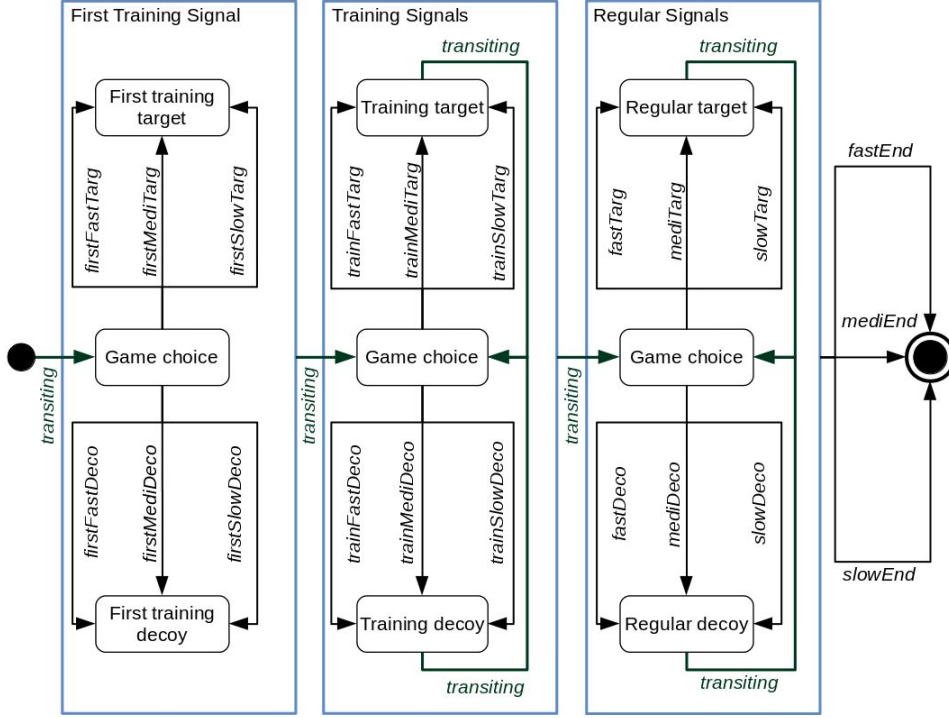 First Training Signal
Training Signals
Regular Signals
transiting
transiting
First training
target
Training target
Regular target
fastEnd
firstFastTarg
firstMediTarg
firstSlowTarg
trainFastTarg
trainMediTarg
trainSlowTarg
fastTarg
mediTarg
slowTarg
mediEnd
Game choice
Game choice
Game choice
transiting
transiting
transiting
firstFastDeco
firstMediDeco
firstSlowDeco
trainFastDeco
trainMediDeco
trainSlowDeco
fastDeco
mediDeco
slowDeco
slowEnd
First training
decoy
Training decoy
Regular decoy
transiting
transiting